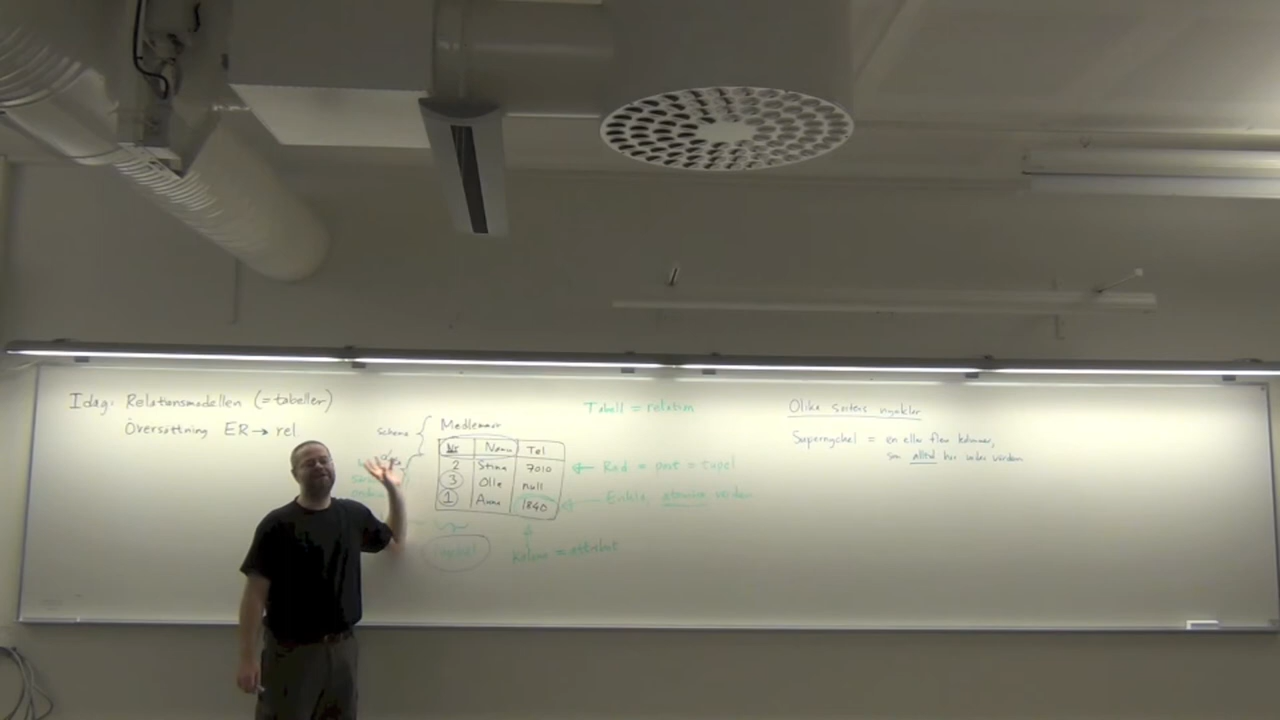 Idag: Relationsmodellen (= tabeller)
Översättning ER → rel
Schema
Medlemmar
Nr Namn Tel
2 Stina 7010
3 Olle null
1 Anna 1840
Tabell = relation
← Rad = post = tupel
Enkla, atomära värden
Kolumn = attribut
Olika sorters nycklar
Supernyckel = en eller flera kolumner,
som alltid har unika värden